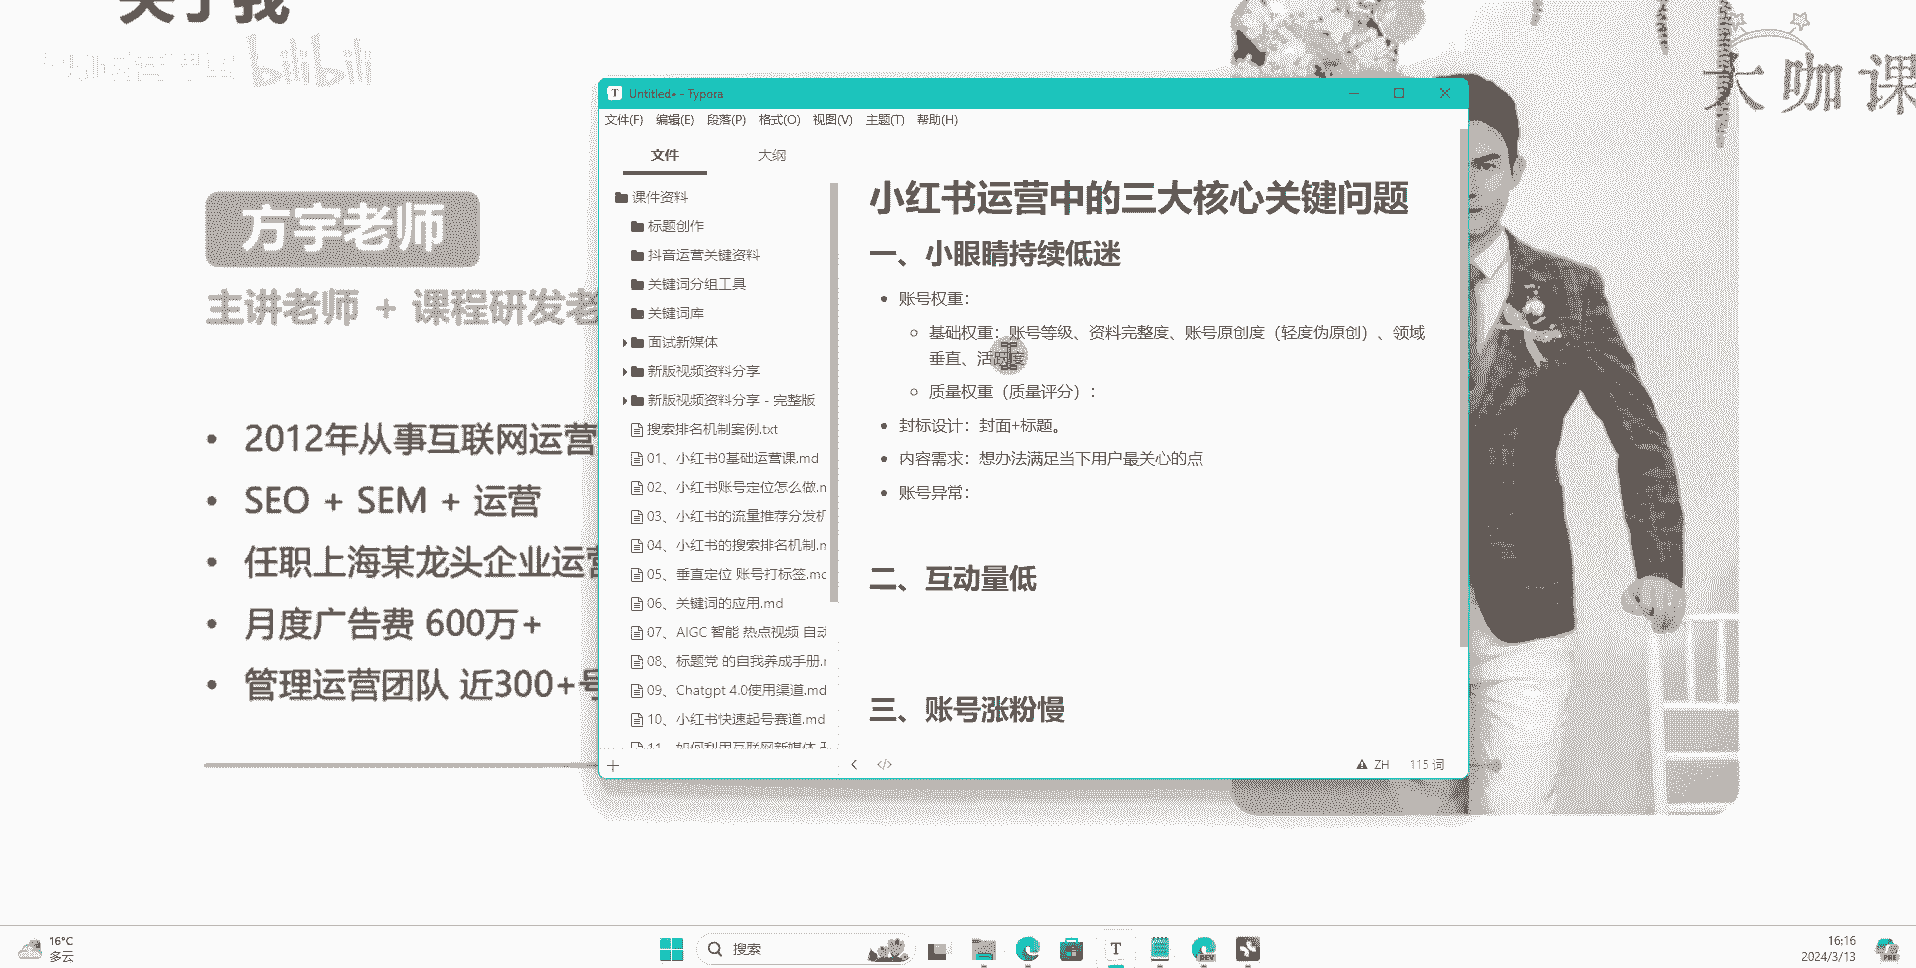 关于我
bilibili
大咖课
方宇老师
主讲老师 + 课程研发老
• 2012年从事互联网运营
• SEO + SEM + 运营
• 任职上海某龙头企业运营
• 月度广告费 600万+
• 管理运营团队 近300+号
Untitled• - Typora
文件(F) 编辑(E) 段落(P) 格式(O) 视图(V) 主题(T) 帮助(H)
文件 大纲
课件资料
标题创作
抖音运营关键资料
关键词分组工具
关键词库
面试新媒体
新版视频资料分享
新版视频资料分享 - 完整版
搜索排名机制案例.txt
01、小红书0基础运营课.md
02、小红书账号定位怎么做.m
03、小红书的流量推荐分发机
04、小红书的搜索排名机制.m
05、垂直定位 账号打标签.md
06、关键词的应用.md
07、AIGC 智能 热点视频 自动
08、标题党 的自我养成手册.m
09、Chatgpt 4.0使用渠道.md
10、小红书快速起号赛道.md
11、如何利用互联网新媒体
小红书运营中的三大核心关键问题
一、小眼睛持续低迷
• 账号权重：
○ 基础权重：账号等级、资料完整度、账号原创度（轻度伪原创）、领域
垂直、活跃度
○ 质量权重（质量评分）：
• 封标设计：封面+标题。
• 内容需求：想办法满足当下用户最关心的点
• 账号异常：
二、互动量低
三、账号涨粉慢
ZH 115 词
16°C
多云
搜索
T
DEV
16:16
2024/3/13
PRE